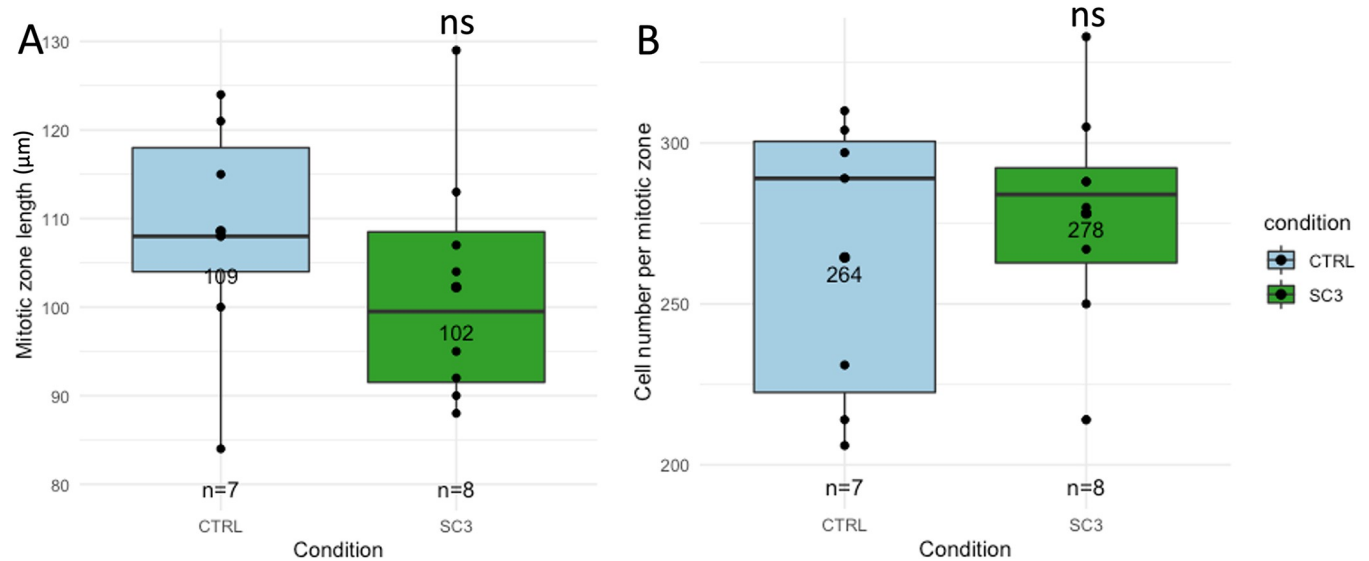 A
ns
130
120
110
100
90
80
Mitotic zone length (µm)
109
102
n=7
n=8
CTRL
SC3
Condition
B
ns
300
250
200
Cell number per mitotic zone
264
278
n=7
n=8
CTRL
SC3
Condition
condition
CTRL
SC3